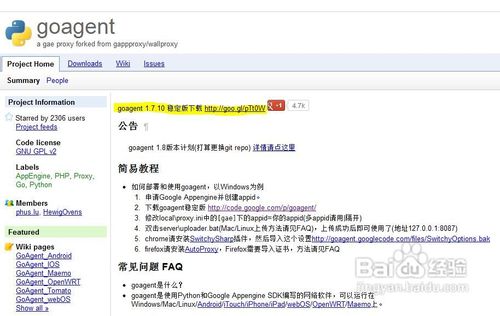 goagent
a gae proxy forked from gappproxy/wallproxy
Project Home Downloads Wiki Issues
Summary People
Project Information
Starred by 2306 users
Project feeds
Code license
GNU GPL v2
Labels
AppEngine, PHP, Proxy,
Go, Python
Members
phus.lu, HewigOvens
Featured
Wiki pages
GoAgent_Android
GoAgent_IOS
GoAgent_Maemo
GoAgent_OpenWRT
GoAgent_Tomato
GoAgent_webOS
Show all »
goagent 1.7.10 稳定版下载 http://goo.gl/pTt0W +1 4.7k
公告 ¶
goagent 1.8版本计划(打算更换git repo) 详情请点这里
简易教程
• 如何部署和使用goagent，以Windows为例
1. 申请Google Appengine并创建appid。
2. 下载goagent稳定版 http://code.google.com/p/goagent/
3. 修改local\proxy.ini中的[gae]下的appid=你的appid(多appid请用|隔开)
4. 双击server\uploader.bat(Mac/Linux上传方法请见FAQ)，上传成功后即可使用了(地址127.0.0.1:8087)
5. chrome请安装SwitchySharp插件，然后导入这个设置http://goagent.googlecode.com/files/SwitchyOptions.bak
6. firefox请安装AutoProxy，Firefox需要导入证书，方法请见FAQ
常见问题 FAQ
• goagent是什么？
• goagent是使用Python和Google Appengine SDK编写的网络软件，可以运行在
Windows/Mac/Linux/Android/iTouch/iPhone/iPad/webOS/OpenWRT/Maemo上。
Baidu 经验
jingyan.baidu.com